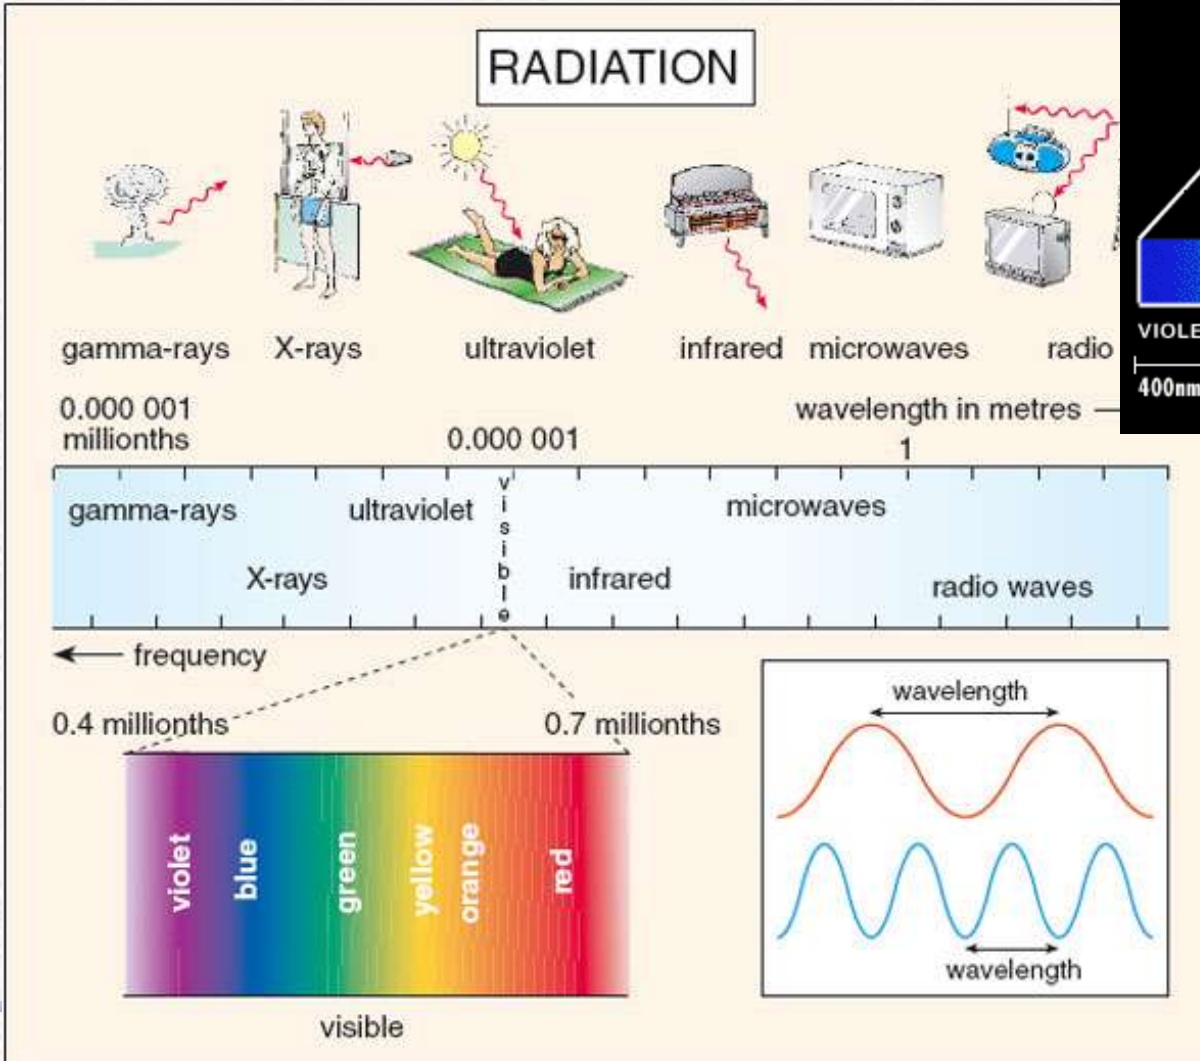 RADIATION
gamma-rays X-rays ultraviolet infrared microwaves radio
0.000 001
millionths
0.000 001
wavelength in metres
1
gamma-rays
ultraviolet
visible
microwaves
X-rays
infrared
radio waves
frequency
0.4 millionths
0.7 millionths
violet
blue
green
yellow
orange
red
visible
wavelength
wavelength
VIOLE
400nm